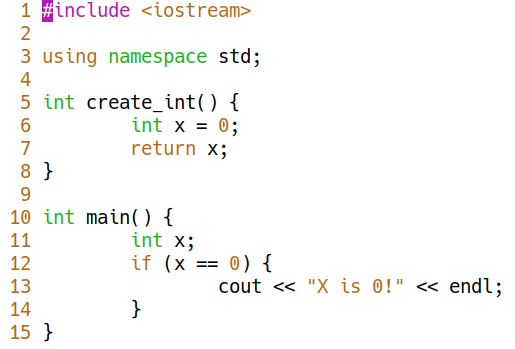 1 #include <iostream>
2
3 using namespace std;
4
5 int create_int() {
6         int x = 0;
7         return x;
8 }
9
10 int main() {
11         int x;
12         if (x == 0) {
13                 cout << "X is 0!" << endl;
14         }
15 }